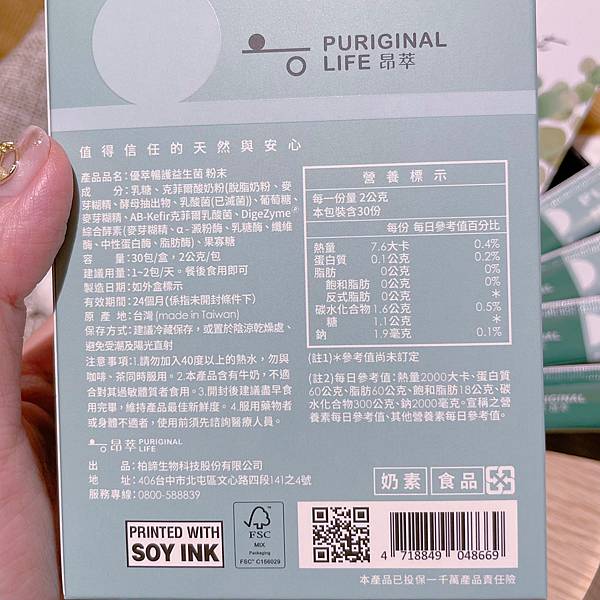 PURIGINAL
LIFE 昂萃
值得信任的天然與安心
產品品名：優萃暢護益生菌 粉末
成分：乳糖、克菲爾酸奶粉(脫脂奶粉、麥
芽糊精、酵母抽出物、乳酸菌(已滅菌))、葡萄糖、
麥芽糊精、AB-Kefir克菲爾乳酸菌、DigeZyme®
綜合酵素(麥芽糊精、α-澱粉酶、乳糖酶、纖維
酶、中性蛋白酶、脂肪酶)、果寡糖
容量：30包/盒，2公克/包
建議用量：1~2包/天。餐後食用即可
製造日期：如外盒標示
有效期間：24個月(係指未開封條件下)
原產地：台灣(made in Taiwan)
保存方式：建議冷藏保存，或置於陰涼乾燥處、
避免受潮及陽光直射
注意事項：1.請勿加入40度以上的熱水，勿與
咖啡、茶同時服用。2.本產品含有牛奶，不適
合對其過敏體質者食用。3.開封後建議盡早食
用完畢，維持產品最佳新鮮度。4.服用藥物者
或身體不適者，使用前須先諮詢醫療人員。
昂萃 PURIGINAL
LIFE
出品：柏諦生物科技股份有限公司
地址：406台中市北屯區文心路四段141之4號
服務專線：0800-588839
營養標示
每一份量 2公克
本包裝含30份
每份 每日參考值百分比
熱量 7.6大卡 0.4%
蛋白質 0.1公克 0.2%
脂肪 0公克 0%
飽和脂肪 0公克 0%
反式脂肪 0公克 *
碳水化合物 1.6公克 0.5%
糖 1.1公克 *
鈉 1.9毫克 0.1%
(註1)*參考值尚未訂定
(註2)每日參考值：熱量2000大卡、蛋白質
60公克、脂肪60公克、飽和脂肪18公克、碳
水化合物300公克、鈉2000毫克。宣稱之營
養素每日參考值、其他營養素每日參考值。
奶素 食品
PRINTED WITH
SOY INK
FSC
MIX
Packaging
FSC® C156029
4 718849 048669
本產品已投保一千萬產品責任險